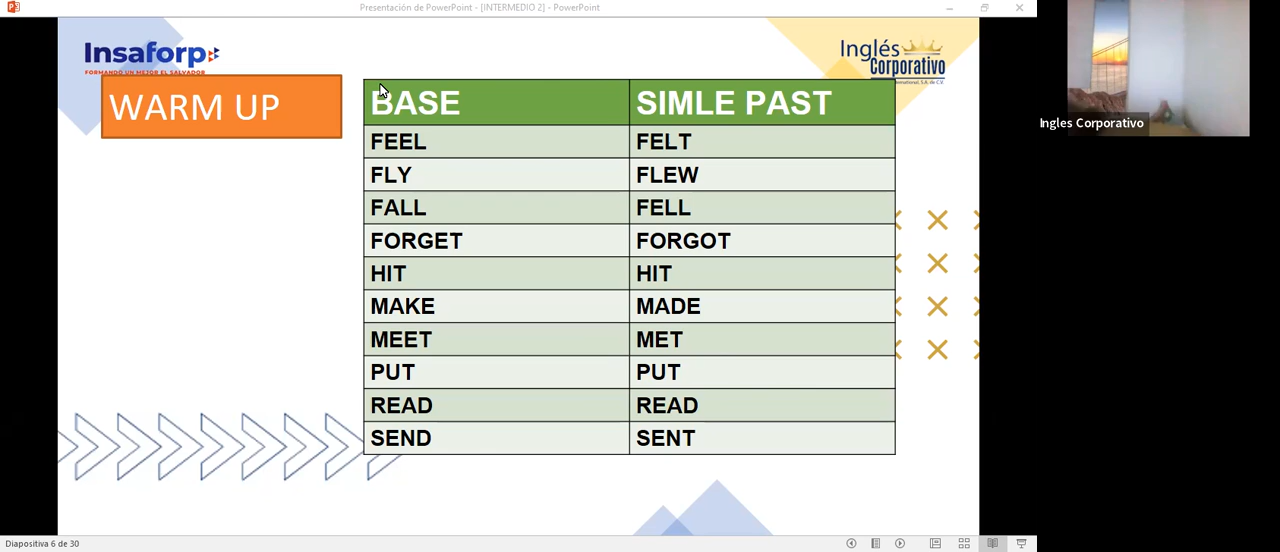 Presentación de PowerPoint - [INTERMEDIO 2] - PowerPoint
Insaforp
FORMANDO UN MEJOR EL SALVADOR
Inglés
Corporativo
International, S.A. de C.V.
WARM UP
BASE SIMLE PAST
FEEL FELT
FLY FLEW
FALL FELL
FORGET FORGOT
HIT HIT
MAKE MADE
MEET MET
PUT PUT
READ READ
SEND SENT
Ingles Corporativo
Diapositiva 6 de 30